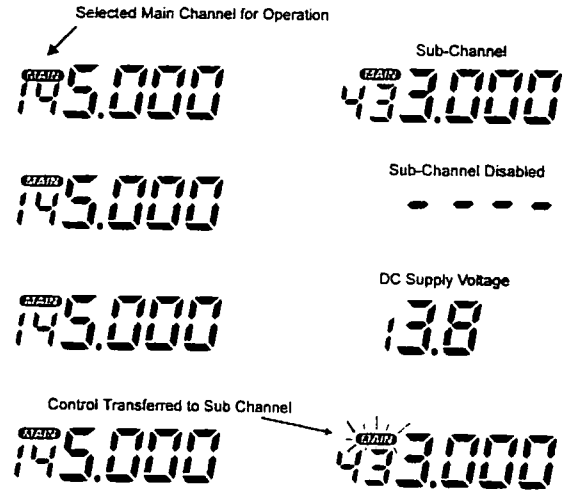 Selected Main Channel for Operation
MAIN
145.000
Sub-Channel
MAIN
433.000
MAIN
145.000
Sub-Channel Disabled
- - - -
MAIN
145.000
DC Supply Voltage
13.8
Control Transferred to Sub Channel
MAIN
145.000
MAIN
433.000